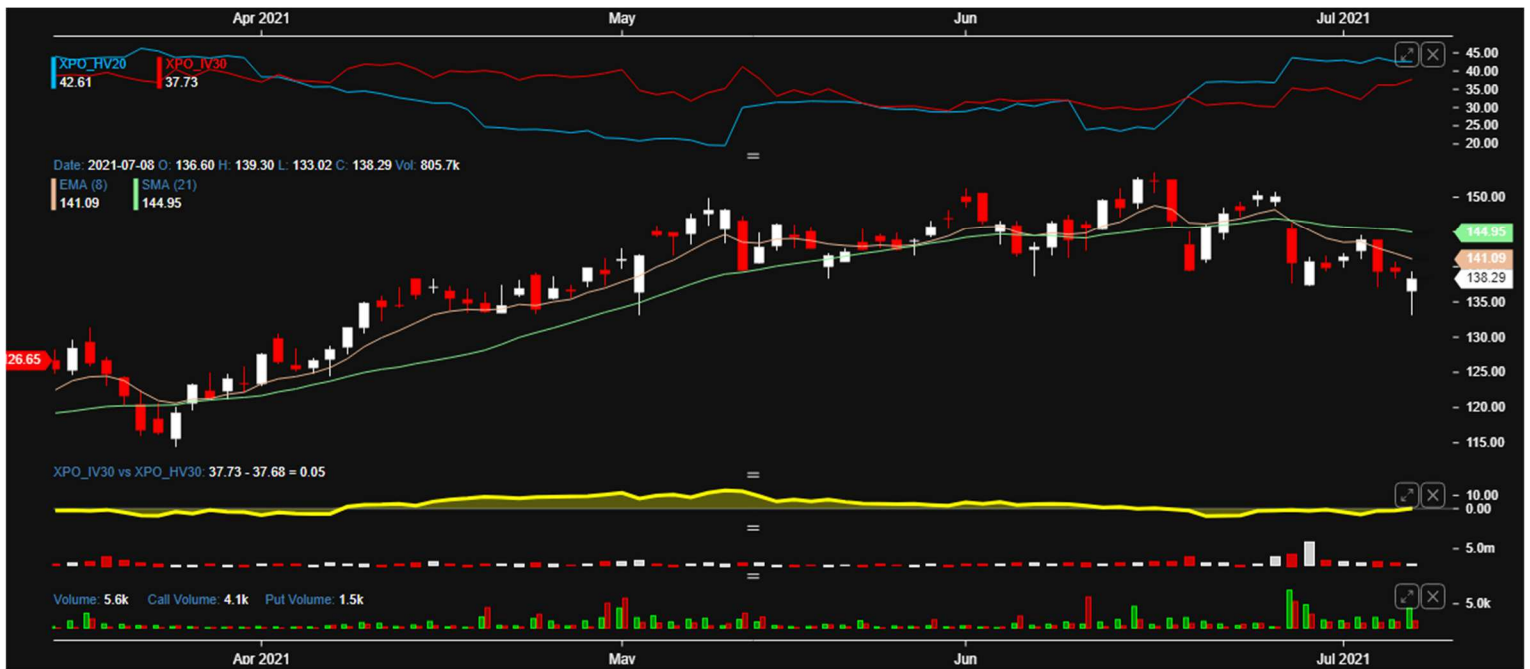 Apr 2021 May Jun Jul 2021
XPO_HV20 XPO_IV30
42.61 37.73
45.00
40.00
35.00
30.00
25.00
20.00
Date: 2021-07-08 O: 136.60 H: 139.30 L: 133.02 C: 138.29 Vol: 805.7k
EMA (8) SMA (21)
141.09 144.95
150.00
144.95
141.09
138.29
135.00
130.00
26.65
125.00
120.00
115.00
XPO_IV30 vs XPO_HV30: 37.73 - 37.68 = 0.05
10.00
0.00
5.0m
Volume: 5.6k Call Volume: 4.1k Put Volume: 1.5k
5.0k
Apr 2021 May Jun Jul 2021